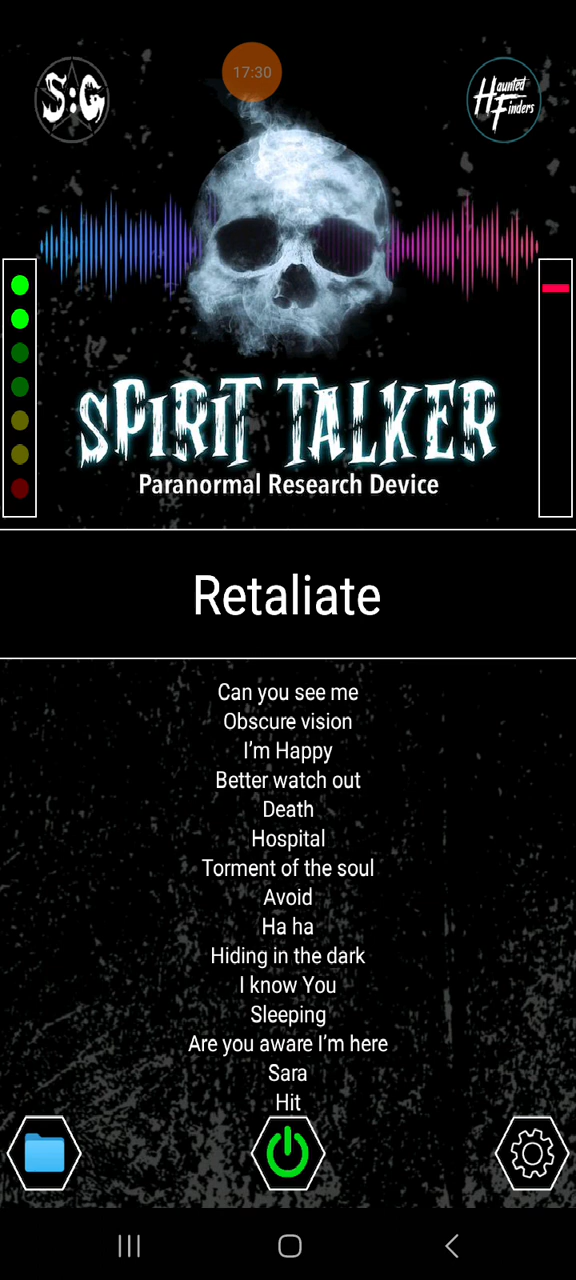 17:30
S:G
Haunted
Finders
SPIRIT TALKER
Paranormal Research Device
Retaliate
Can you see me
Obscure vision
I'm Happy
Better watch out
Death
Hospital
Torment of the soul
Avoid
Ha ha
Hiding in the dark
I know You
Sleeping
Are you aware I'm here
Sara
Hit